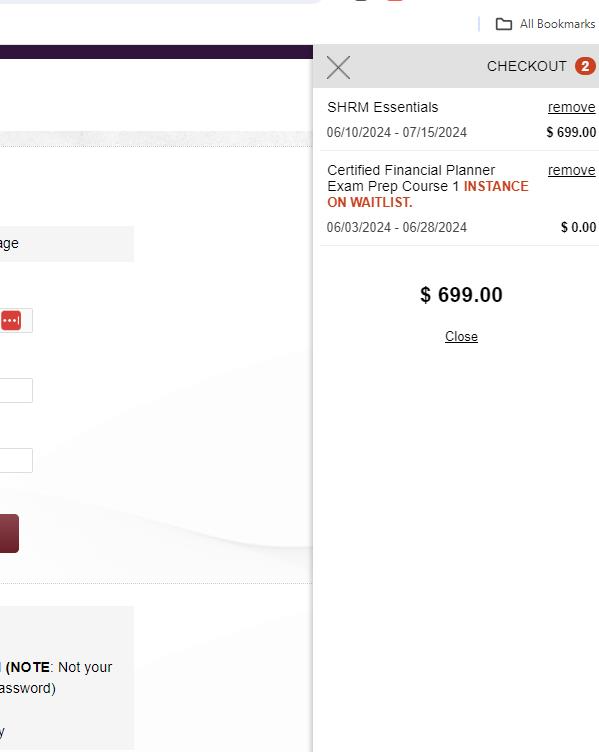 All Bookmarks
CHECKOUT 2
SHRM Essentials remove
06/10/2024 - 07/15/2024 $ 699.00
Certified Financial Planner remove
Exam Prep Course 1 INSTANCE
ON WAITLIST.
06/03/2024 - 06/28/2024 $ 0.00
$ 699.00
Close
age
(NOTE: Not your
assword)
y